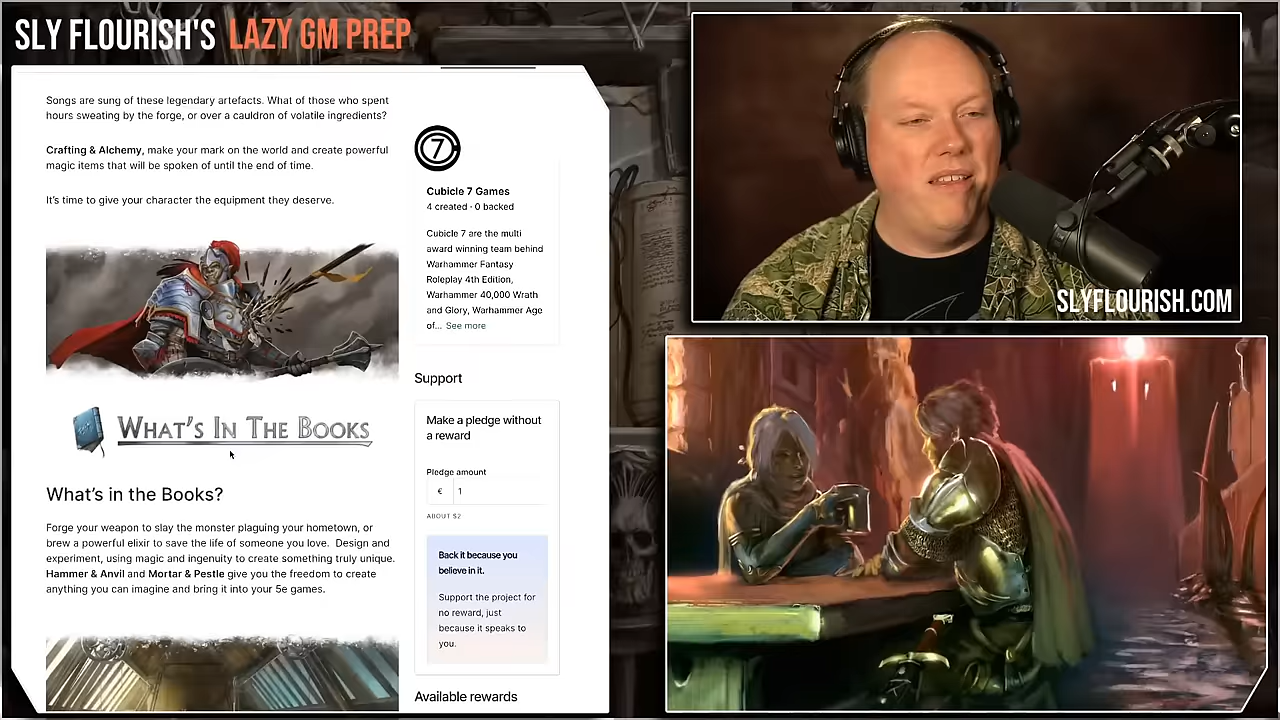 SLY FLOURISH'S LAZY GM PREP
Songs are sung of these legendary artefacts. What of those who spent
hours sweating by the forge, or over a cauldron of volatile ingredients?
Crafting & Alchemy, make your mark on the world and create powerful
magic items that will be spoken of until the end of time.
It's time to give your character the equipment they deserve.
WHAT'S IN THE BOOKS
What's in the Books?
Forge your weapon to slay the monster plaguing your hometown, or
brew a powerful elixir to save the life of someone you love. Design and
experiment, using magic and ingenuity to create something truly unique.
Hammer & Anvil and Mortar & Pestle give you the freedom to create
anything you can imagine and bring it into your 5e games.
7
Cubicle 7 Games
4 created · 0 backed
Cubicle 7 are the multi
award winning team behind
Warhammer Fantasy
Roleplay 4th Edition,
Warhammer 40,000 Wrath
and Glory, Warhammer Age
of... See more
Support
Make a pledge without
a reward
Pledge amount
€ 1
ABOUT $2
Back it because you
believe in it.
Support the project for
no reward, just
because it speaks to
you.
Available rewards
SLYFLOURISH.COM